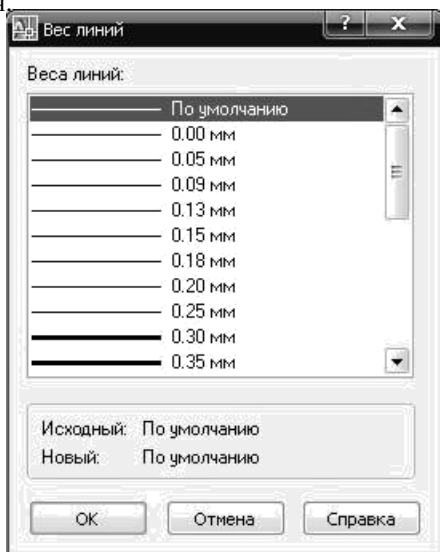 Вес линий ? x
Веса линий:
По умолчанию
0.00 мм
0.05 мм
0.09 мм
0.13 мм
0.15 мм
0.18 мм
0.20 мм
0.25 мм
0.30 мм
0.35 мм
Исходный: По умолчанию
Новый: По умолчанию
OK Отмена Справка